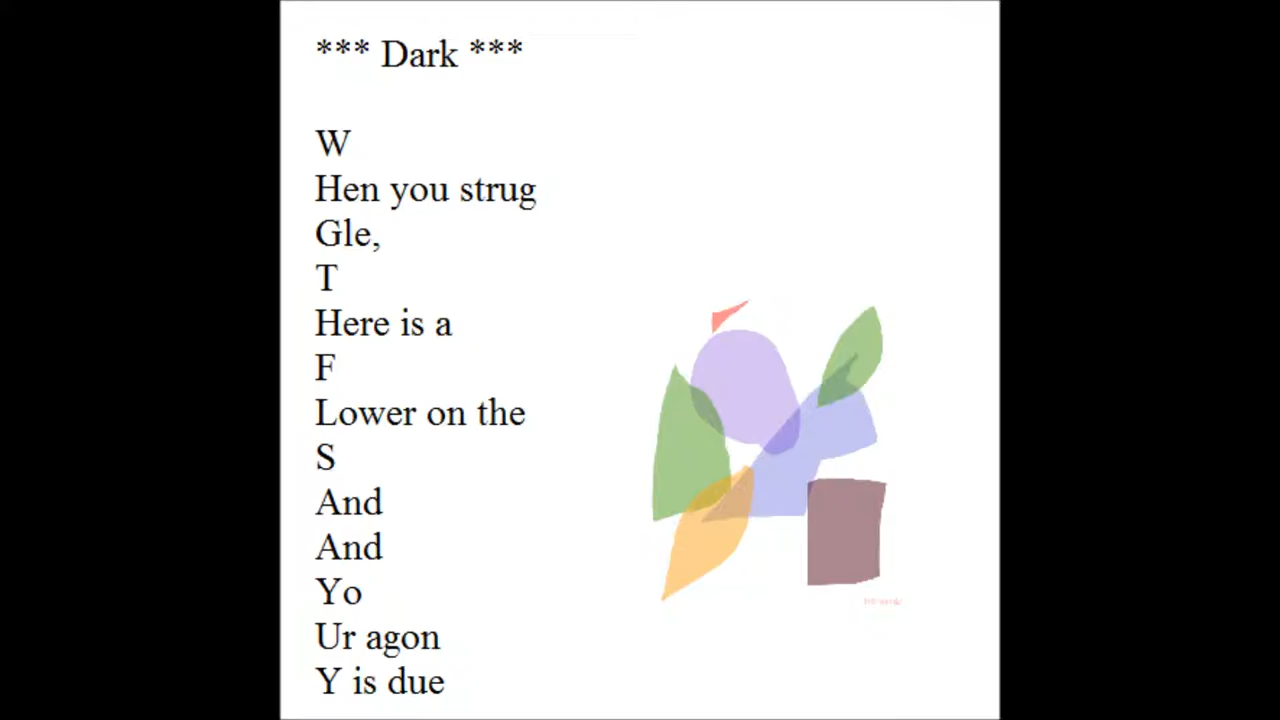 *** Dark ***
W
Hen you strug
Gle,
T
Here is a
F
Lower on the
S
And
And
Yo
Ur agon
Y is due